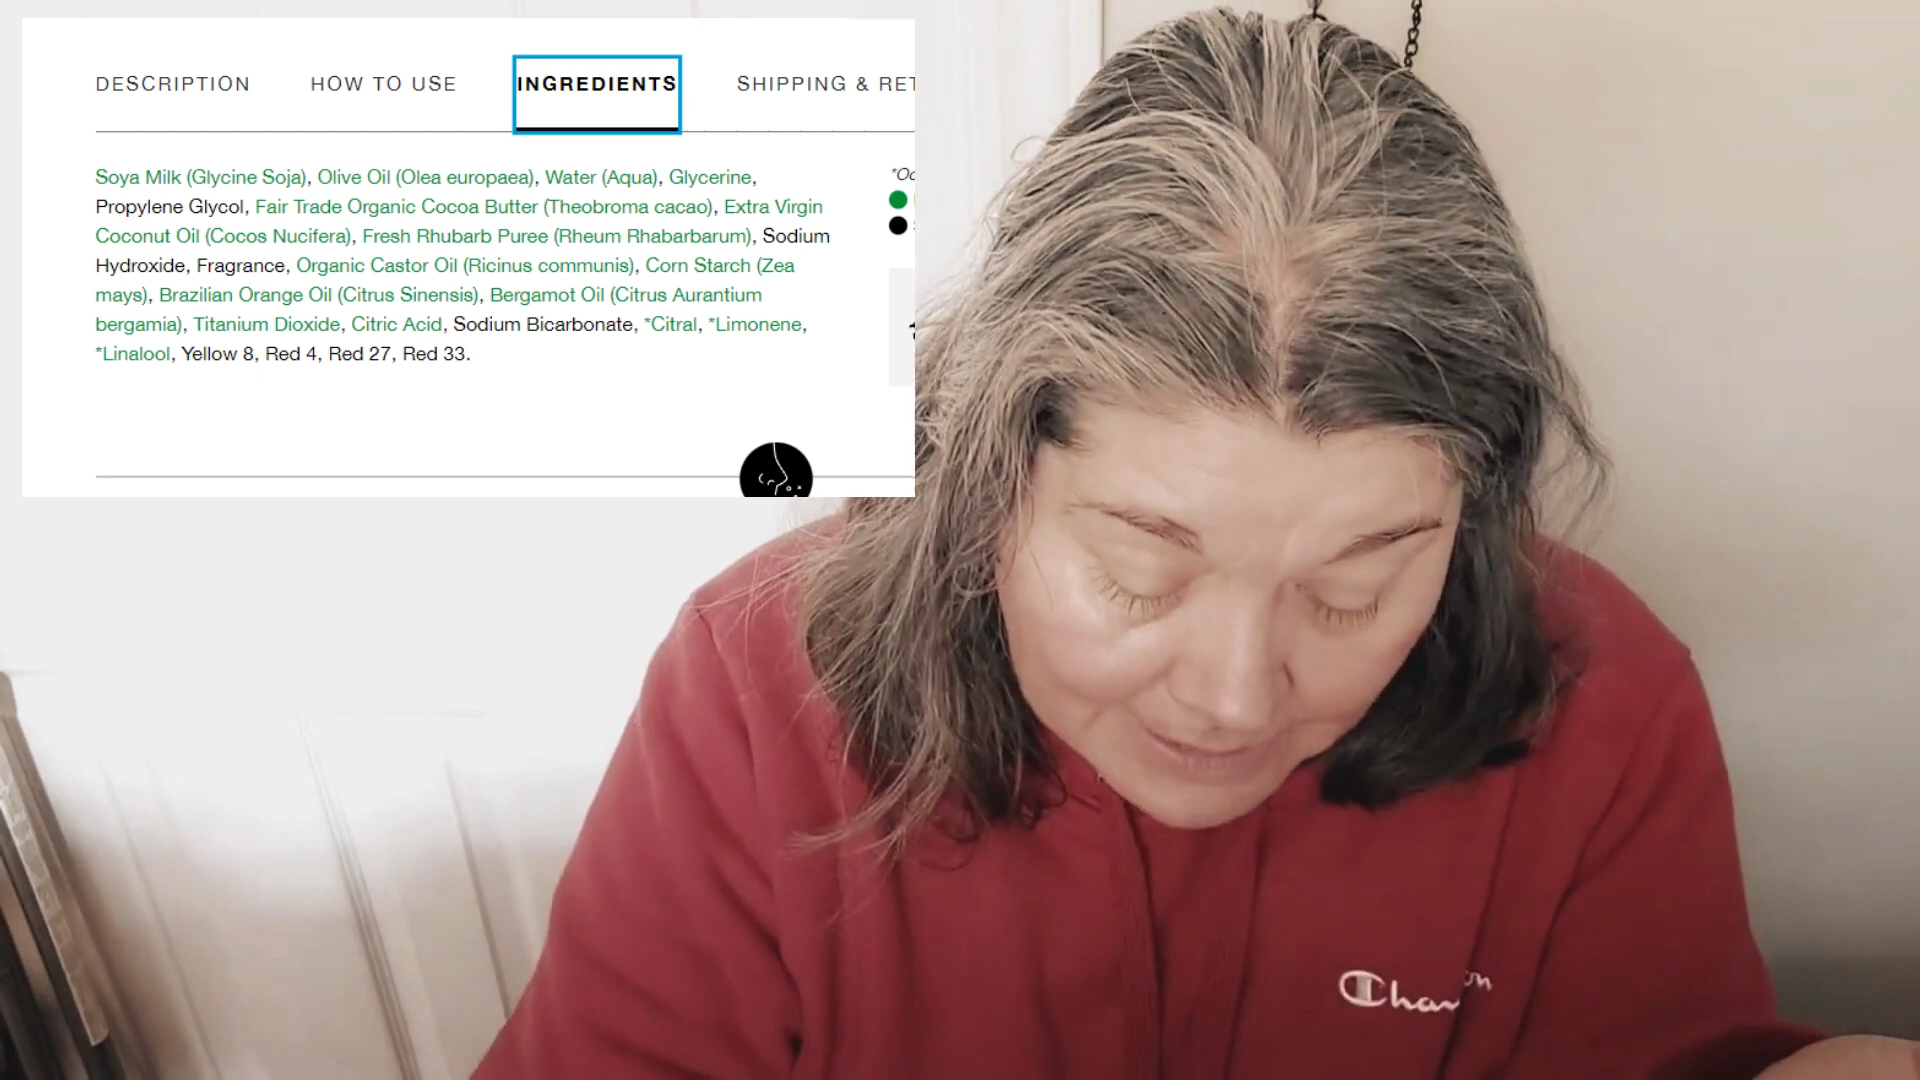 DESCRIPTION HOW TO USE INGREDIENTS SHIPPING & RET
Soya Milk (Glycine Soja), Olive Oil (Olea europaea), Water (Aqua), Glycerine,
Propylene Glycol, Fair Trade Organic Cocoa Butter (Theobroma cacao), Extra Virgin
Coconut Oil (Cocos Nucifera), Fresh Rhubarb Puree (Rheum Rhabarbarum), Sodium
Hydroxide, Fragrance, Organic Castor Oil (Ricinus communis), Corn Starch (Zea
mays), Brazilian Orange Oil (Citrus Sinensis), Bergamot Oil (Citrus Aurantium
bergamia), Titanium Dioxide, Citric Acid, Sodium Bicarbonate, *Citral, *Limonene,
*Linalool, Yellow 8, Red 4, Red 27, Red 33.
*Oc
Champion